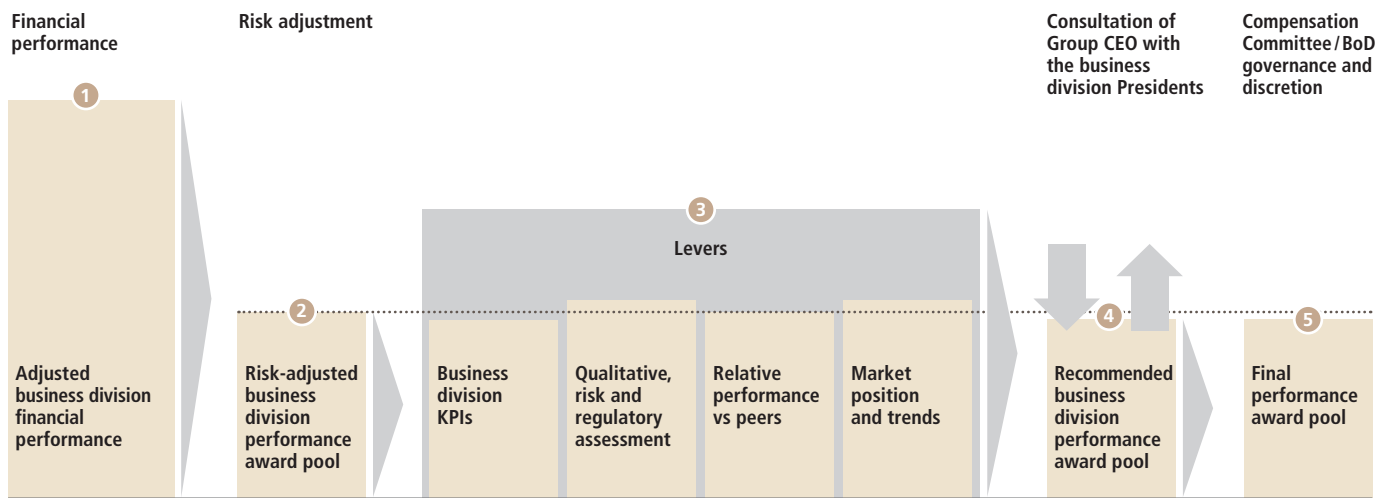 Financial
performance
Risk adjustment
Consultation of
Group CEO with
the business
division Presidents
Compensation
Committee/BoD
governance and
discretion
1
Adjusted
business division
financial
performance
2
Risk-adjusted
business
division
performance
award pool
3
Levers
Business
division
KPIs
Qualitative,
risk and
regulatory
assessment
Relative
performance
vs peers
Market
position
and trends
4
Recommended
business
division
performance
award pool
5
Final
performance
award pool